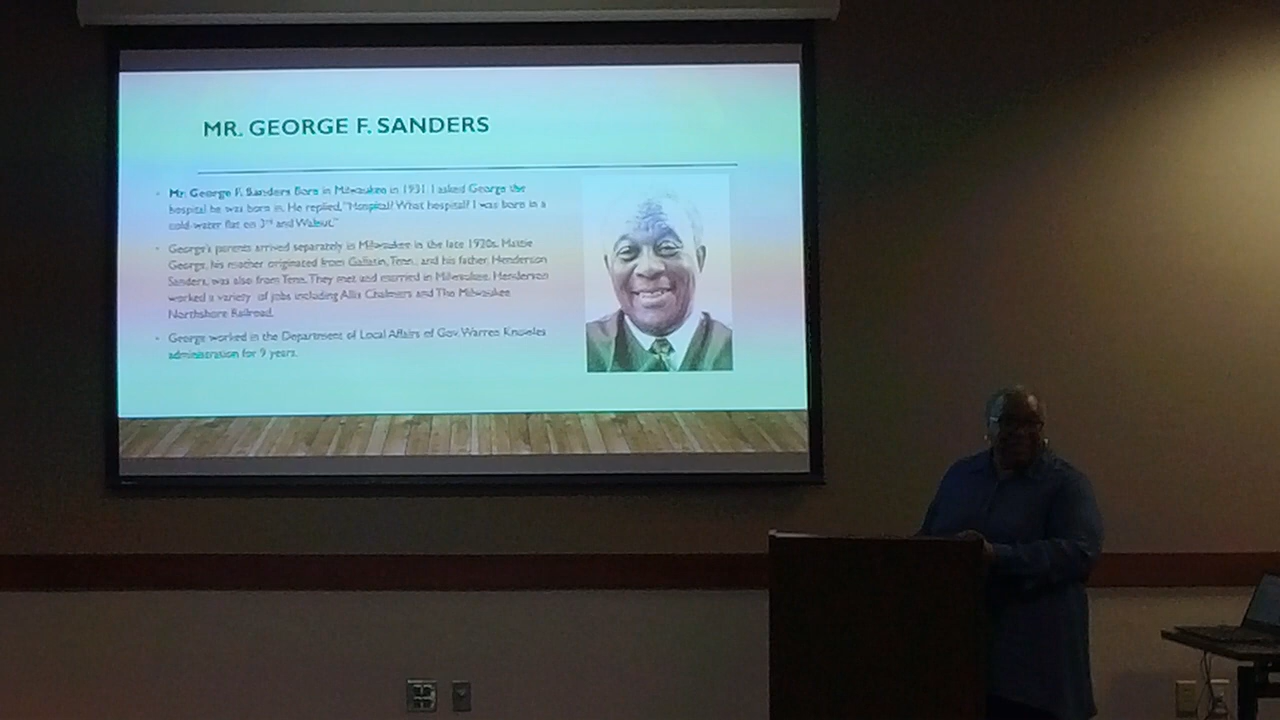 MR. GEORGE F. SANDERS
Mr. George F. Sanders Born in Milwaukee in 1931. I asked George the
hospital he was born in. He replied, "Hospital? What hospital? I was born in a
cold-water flat on 3rd and Walnut."
George's parents arrived separately in Milwaukee in the late 1920s. Mattie
George, his mother originated from Gallatin, Tenn., and his father, Henderson
Sanders, was also from Tenn. They met and married in Milwaukee. Henderson
worked a variety of jobs including Allis Chalmers and The Milwaukee
Northshore Railroad.
George worked in the Department of Local Affairs of Gov. Warren Knowles
administration for 9 years.